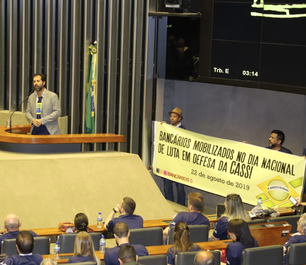 Trb. E 03:14
BANCÁRIOS MOBILIZADOS NO DIA NACIONAL
DE LUTA EM DEFESA DA CASSI
22 de agosto de 2019
BANCÁRIOS